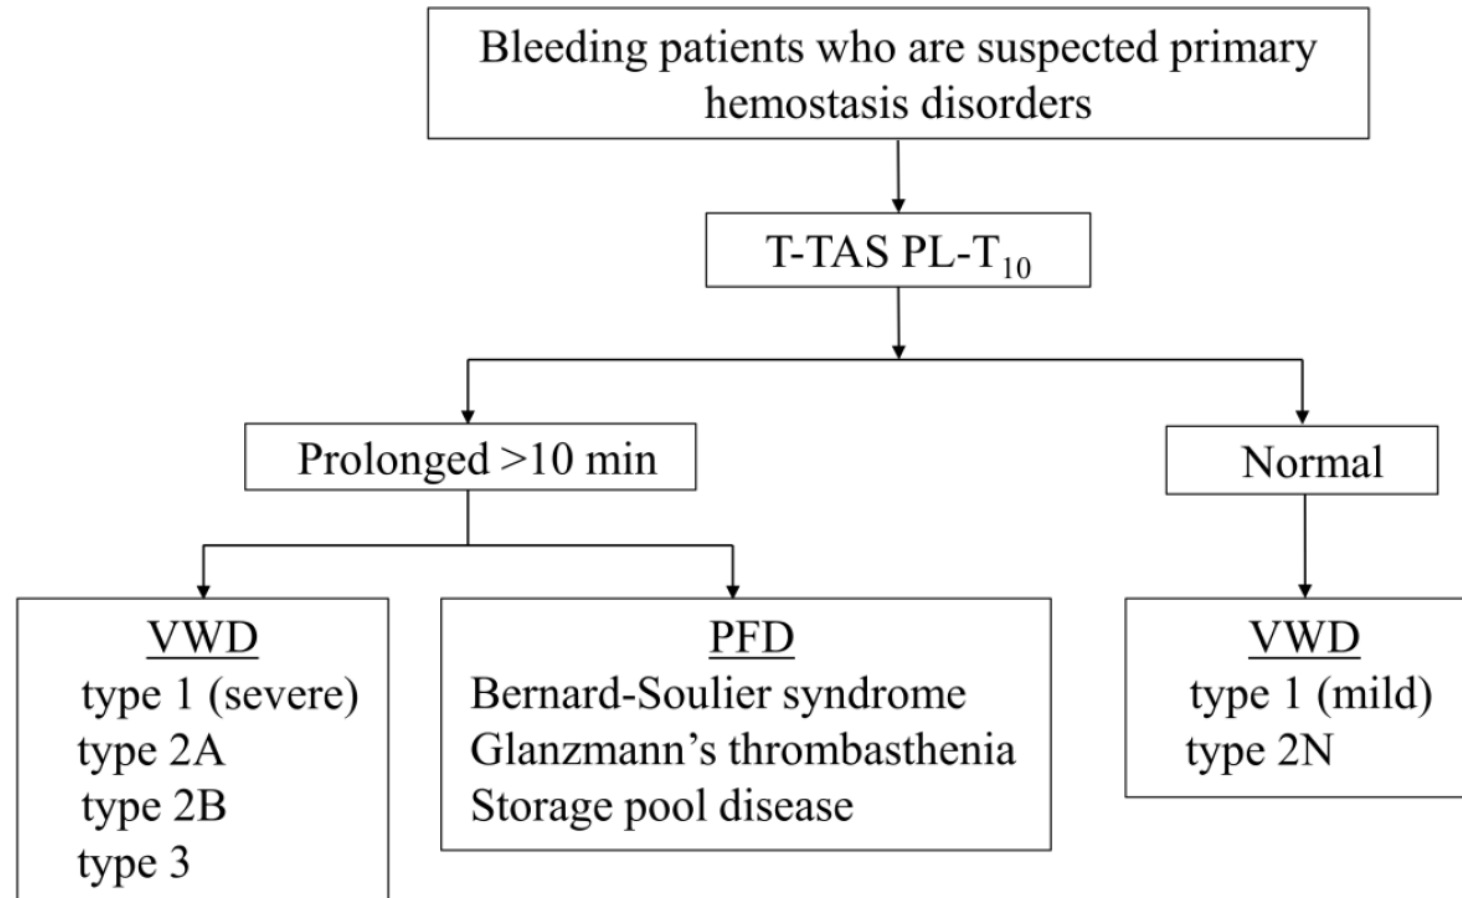 Bleeding patients who are suspected primary
hemostasis disorders
T-TAS PL-T₁₀
Prolonged >10 min
Normal
VWD
type 1 (severe)
type 2A
type 2B
type 3
PFD
Bernard-Soulier syndrome
Glanzmann’s thrombasthenia
Storage pool disease
VWD
type 1 (mild)
type 2N